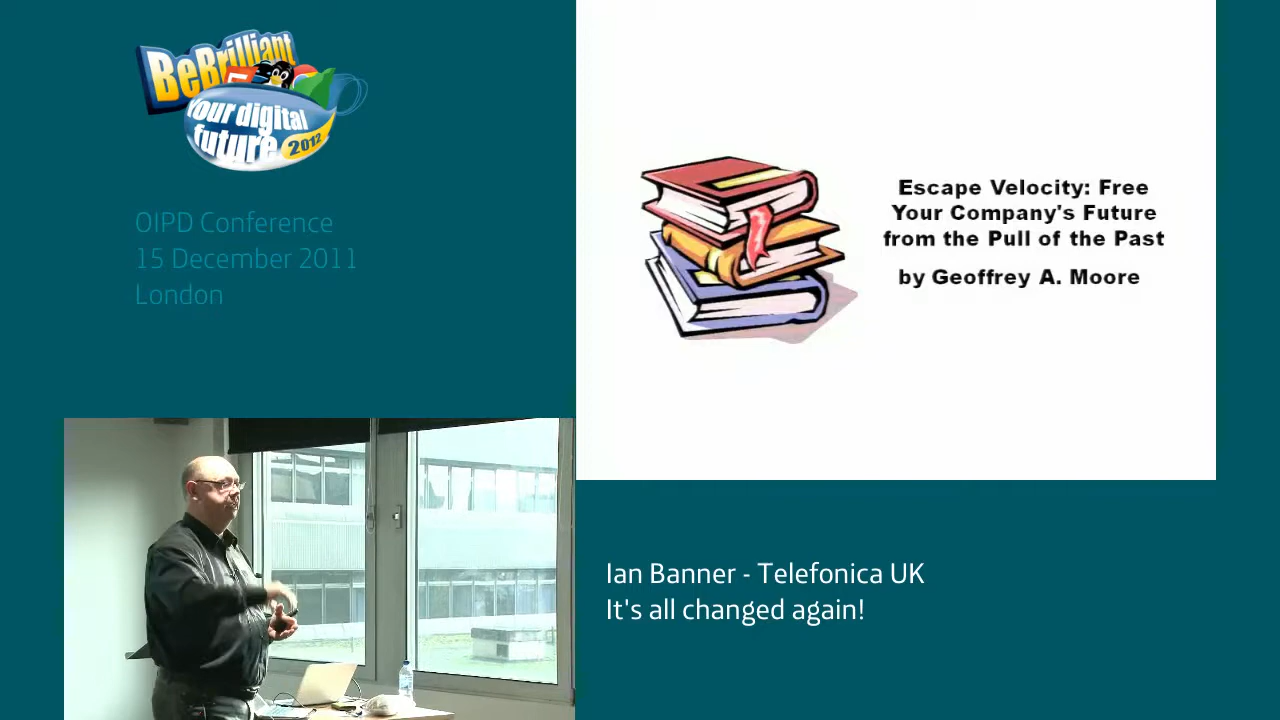 BeBrilliant
Your digital
future
2012
OIPD Conference
15 December 2011
London
Escape Velocity: Free
Your Company's Future
from the Pull of the Past
by Geoffrey A. Moore
Ian Banner - Telefonica UK
It's all changed again!